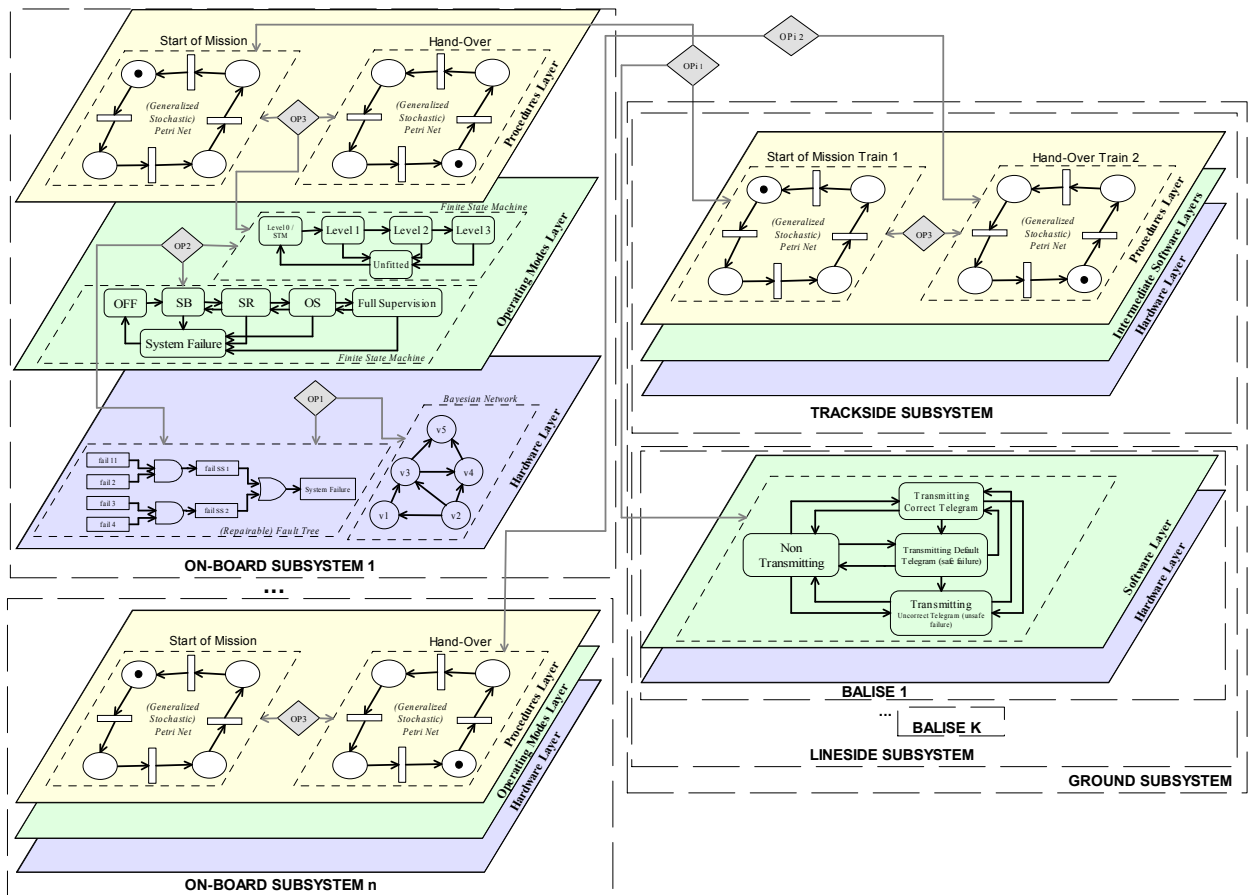 Start of Mission
Hand-Over
(Generalized
Stochastic)
Petri Net
OP3
(Generalized
Stochastic)
Petri Net
Procedures Layer
Finite State Machine
Level 0 /
STM
Level 1
Level 2
Level 3
Unfitted
OP2
OFF
SB
SR
OS
Full Supervision
System Failure
Finite State Machine
Operating Modes Layer
OP1
Bayesian Network
v5
v3
v4
v1
v2
fail 11
fail 2
fail 3
fail 4
fail SS 1
fail SS 2
System Failure
(Repairable) Fault Tree
Hardware Layer
ON-BOARD SUBSYSTEM 1
...
Start of Mission
Hand-Over
(Generalized
Stochastic)
Petri Net
OP3
(Generalized
Stochastic)
Petri Net
Procedures Layer
Operating Modes Layer
Hardware Layer
ON-BOARD SUBSYSTEM n
OPi 2
OPi 1
Start of Mission Train 1
Hand-Over Train 2
(Generalized
Stochastic)
Petri Net
OP3
(Generalized
Stochastic)
Petri Net
Procedures Layer
Intermediate Software Layers
Hardware Layer
TRACKSIDE SUBSYSTEM
Transmitting
Correct Telegram
Non
Transmitting
Transmitting Default
Telegram (safe failure)
Transmitting
Uncorrect Telegram (unsafe
failure)
Software Layer
Hardware Layer
BALISE 1
...
BALISE K
LINESIDE SUBSYSTEM
GROUND SUBSYSTEM